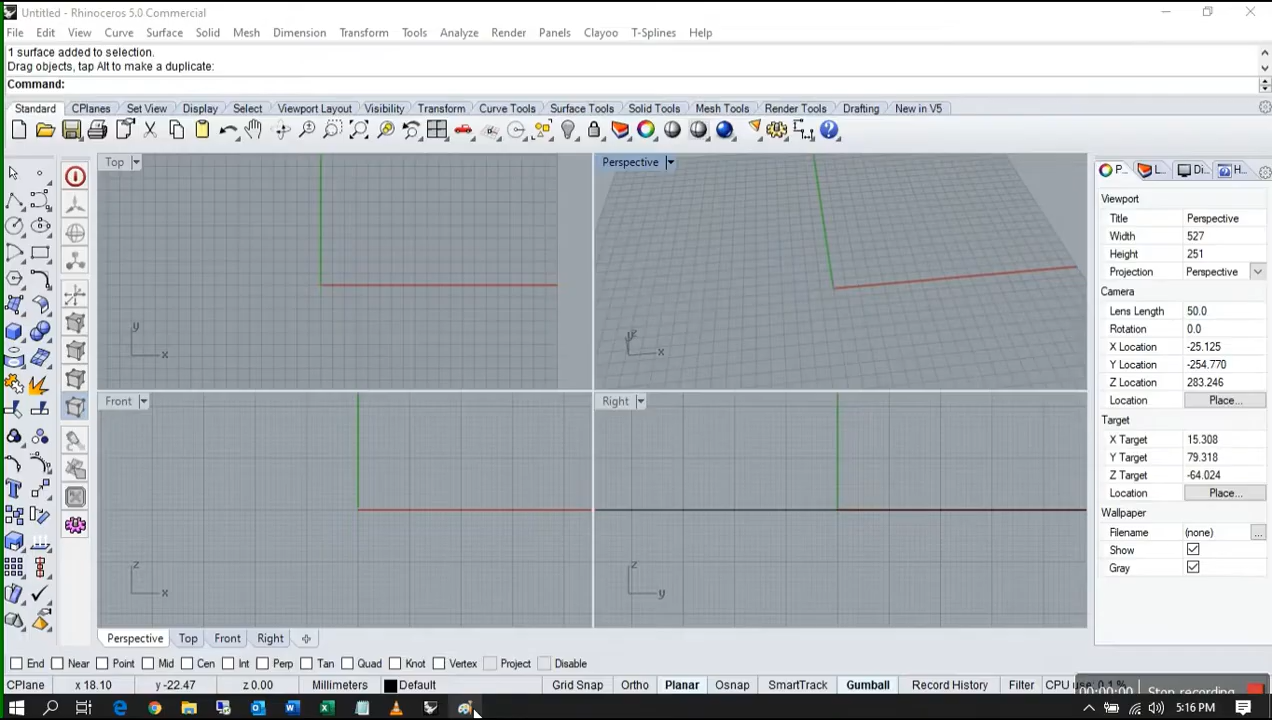 Untitled - Rhinoceros 5.0 Commercial
File Edit View Curve Surface Solid Mesh Dimension Transform Tools Analyze Render Panels Clayoo T-Splines Help
1 surface added to selection.
Drag objects, tap Alt to make a duplicate:
Command:
Standard CPlanes Set View Display Select Viewport Layout Visibility Transform Curve Tools Surface Tools Solid Tools Mesh Tools Render Tools Drafting New in V5
Top
y
x
Perspective
x
Front
z
x
Right
z
y
P... L... Di... H...
Viewport
Title Perspective
Width 527
Height 251
Projection Perspective
Camera
Lens Length 50.0
Rotation 0.0
X Location -25.125
Y Location -254.770
Z Location 283.246
Location Place...
Target
X Target 15.308
Y Target 79.318
Z Target -64.024
Location Place...
Wallpaper
Filename (none) ...
Show
Gray
Perspective Top Front Right
End Near Point Mid Cen Int Perp Tan Quad Knot Vertex Project Disable
CPlane x 18.10 y -22.47 z 0.00 Millimeters Default Grid Snap Ortho Planar Osnap SmartTrack Gumball Record History Filter CPU
00:00:00 Stop recording
5:16 PM